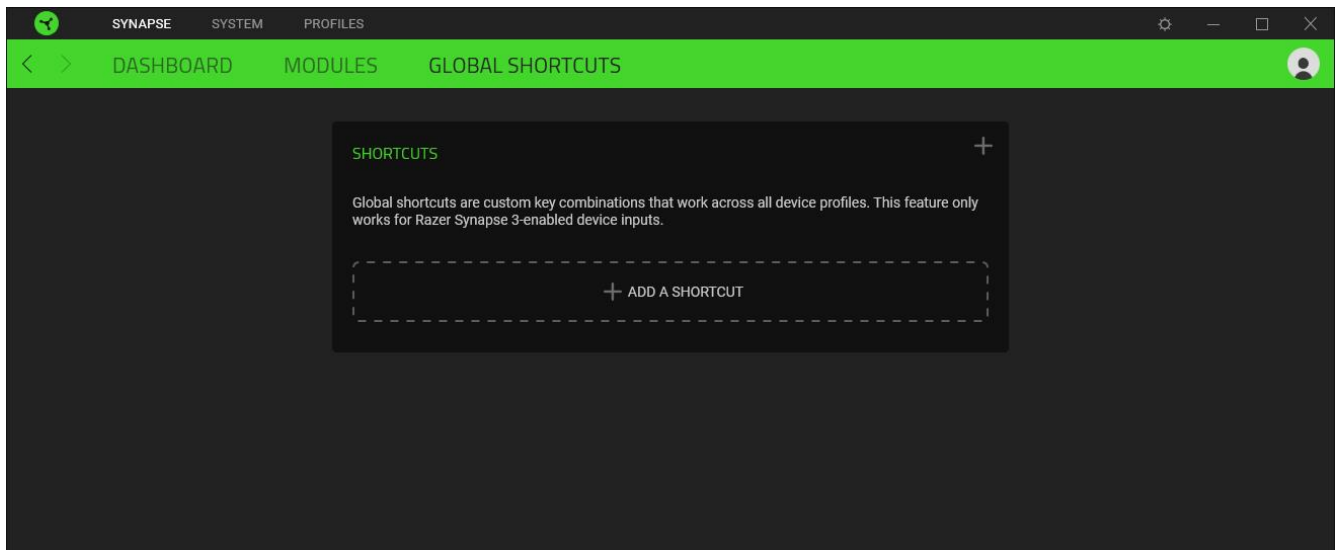 SYNAPSE SYSTEM PROFILES
DASHBOARD MODULES GLOBAL SHORTCUTS
SHORTCUTS
Global shortcuts are custom key combinations that work across all device profiles. This feature only
works for Razer Synapse 3-enabled device inputs.
ADD A SHORTCUT